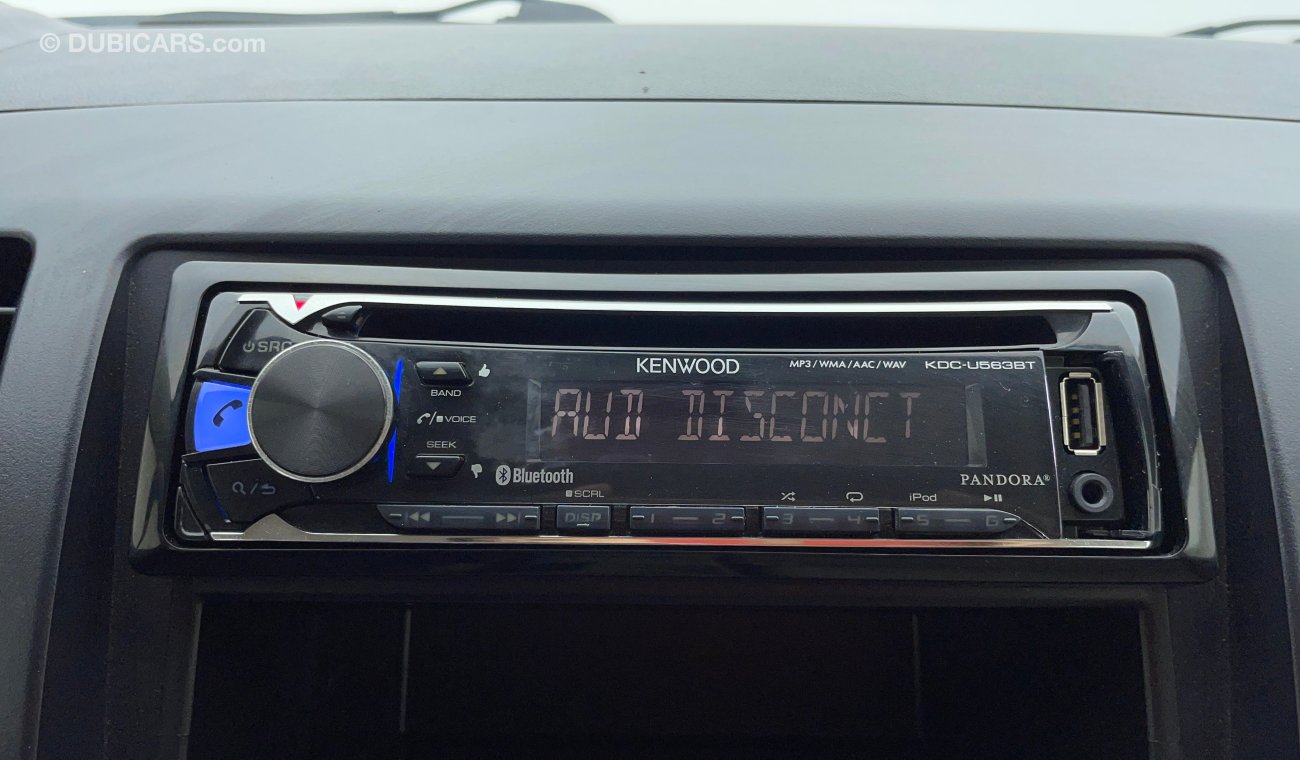 © DUBICARS.com
SRC
KENWOOD
MP3/WMA/AAC/WAV
KDC-U563BT
BAND
AUD DISCONCT
VOICE
SEEK
Bluetooth
PANDORA®
SCRL
iPod
DISP
1 2 3 4 5 6